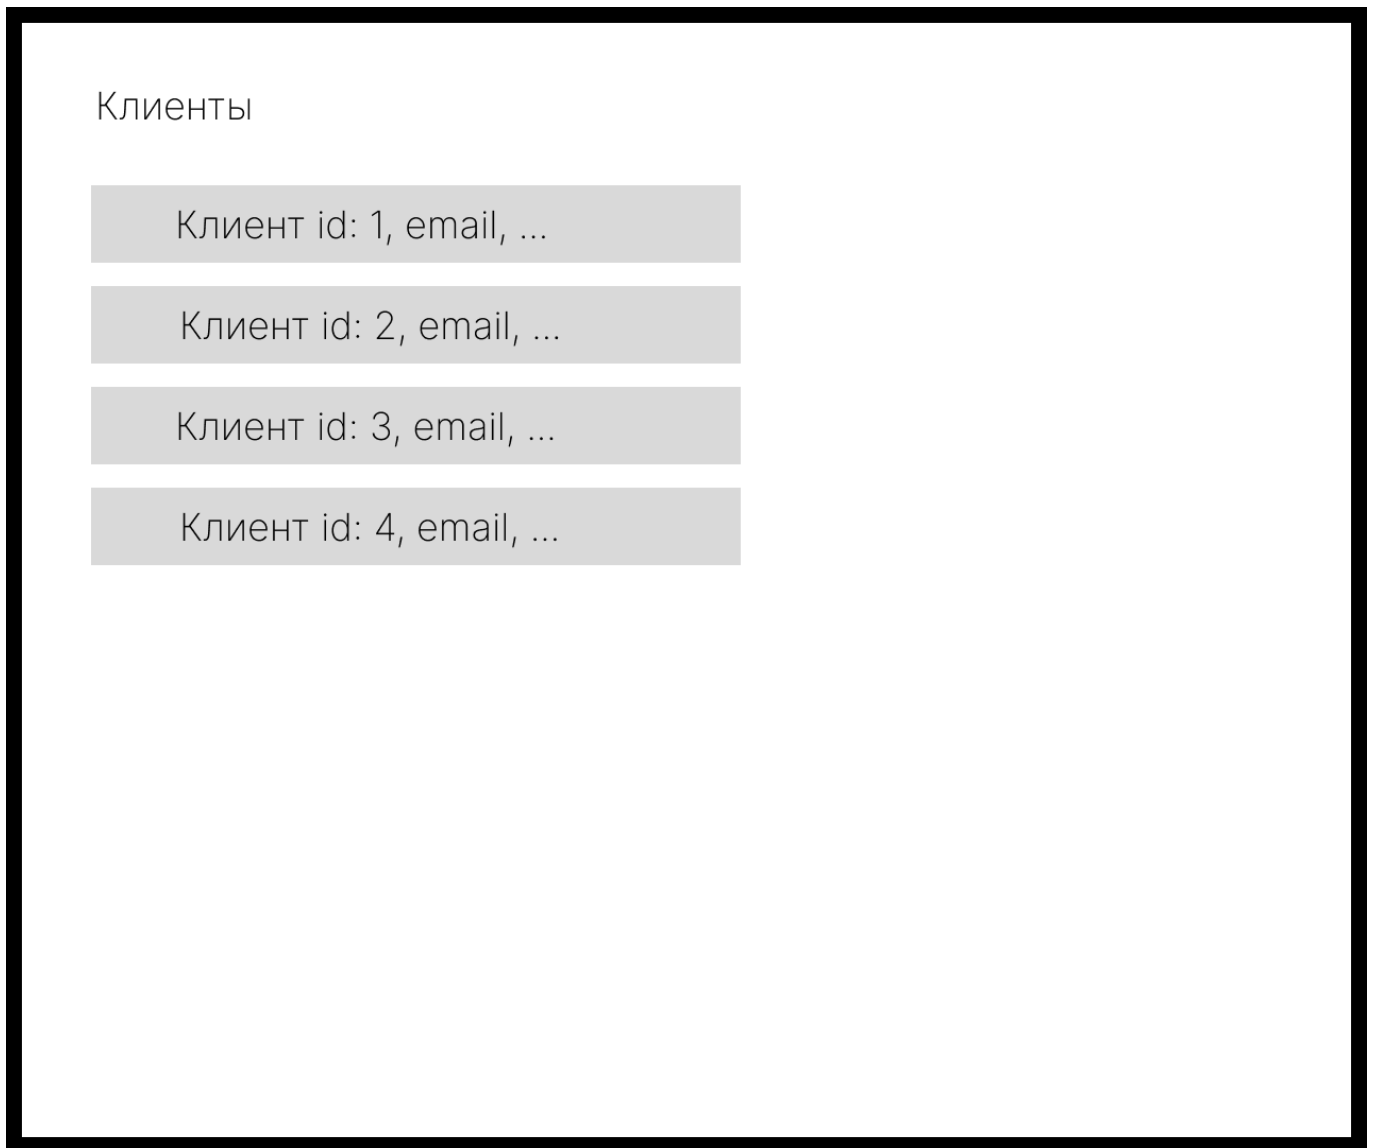 Клиенты
Клиент id: 1, email, ...
Клиент id: 2, email, ...
Клиент id: 3, email, ...
Клиент id: 4, email, ...